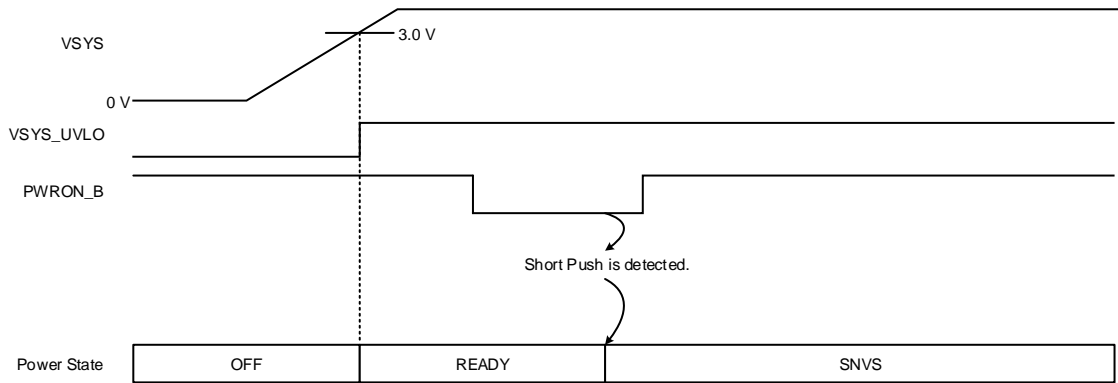 VSYS
3.0 V
0 V
VSYS_UVLO
PWRON_B
Short Push is detected.
Power State
OFF
READY
SNVS